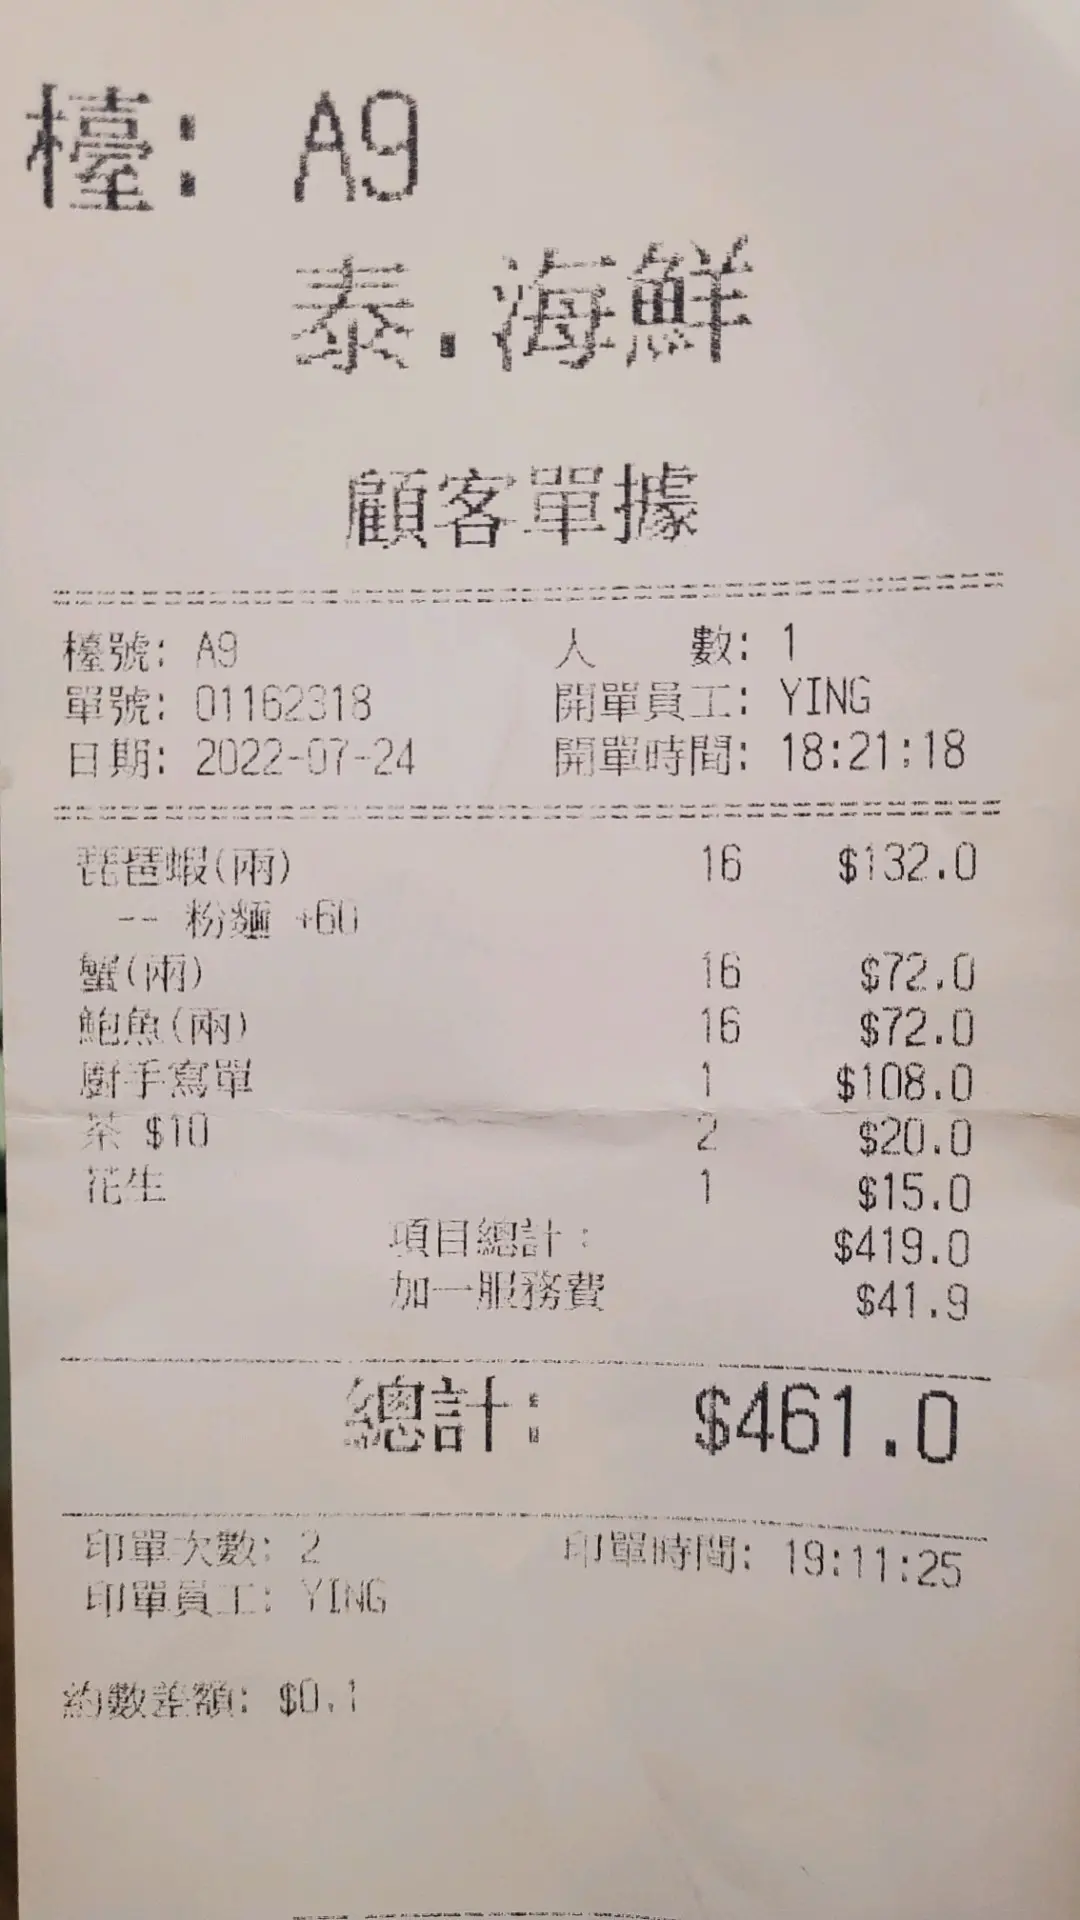 檯: A9
泰.海鮮
顧客單據
檯號: A9 人 數: 1
單號: 01162318 開單員工: YING
日期: 2022-07-24 開單時間: 18:21:18
琵琶蝦(兩) 16 $132.0
-- 粉麵 +60
蟹(兩) 16 $72.0
鮑魚(兩) 16 $72.0
廚手寫單 1 $108.0
茶 $10 2 $20.0
花生 1 $15.0
項目總計: $419.0
加一服務費 $41.9
總計: $461.0
印單次數: 2 印單時間: 19:11:25
印單員工: YING
約數差額: $0.1